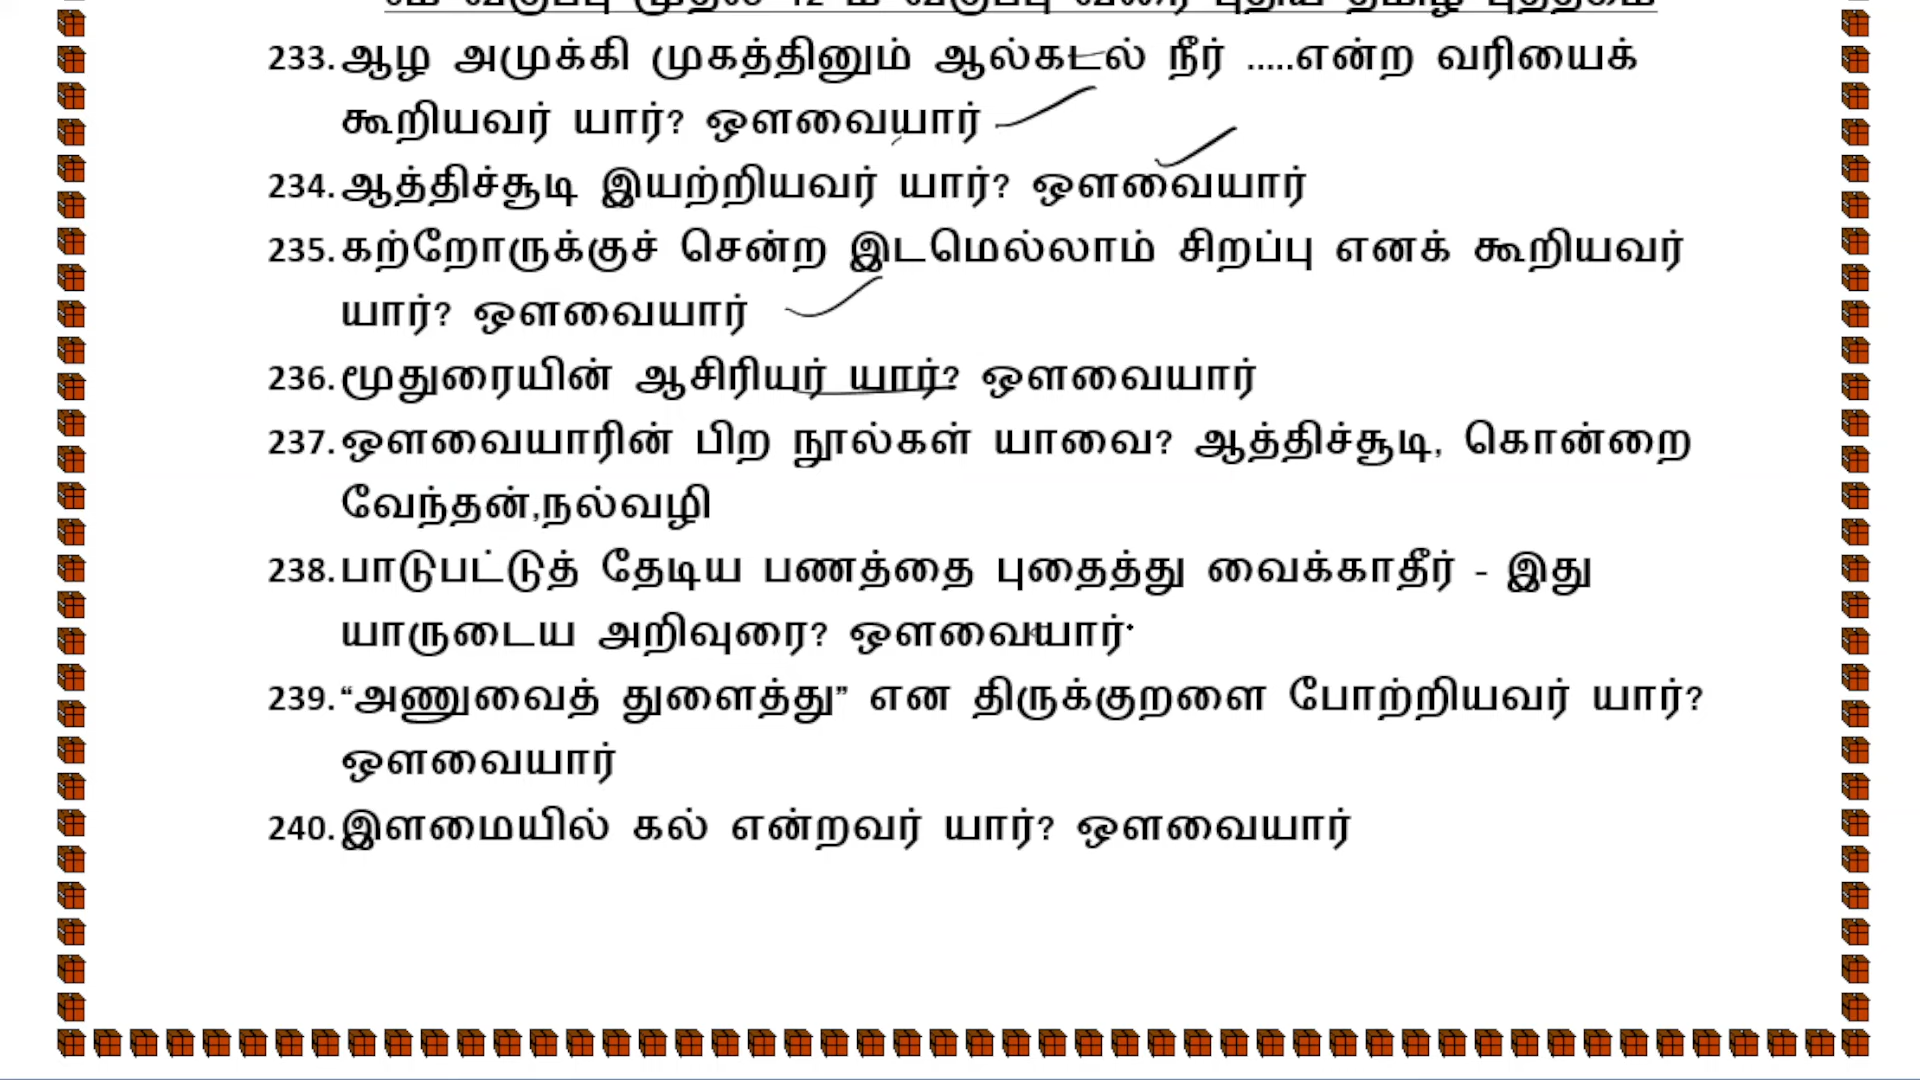 233.ஆழ அமுக்கி முகத்தினும் ஆல்கடல் நீர் .....என்ற வரியைக்
கூறியவர் யார்? ஔவையார்
234.ஆத்திச்சூடி இயற்றியவர் யார்? ஔவையார்
235.கற்றோருக்குச் சென்ற இடமெல்லாம் சிறப்பு எனக் கூறியவர்
யார்? ஔவையார்
236.மூதுரையின் ஆசிரியர் யார்? ஔவையார்
237.ஔவையாரின் பிற நூல்கள் யாவை? ஆத்திச்சூடி, கொன்றை
வேந்தன்,நல்வழி
238.பாடுபட்டுத் தேடிய பணத்தை புதைத்து வைக்காதீர் - இது
யாருடைய அறிவுரை? ஔவையார்
239.“அணுவைத் துளைத்து” என திருக்குறளை போற்றியவர் யார்?
ஔவையார்
240.இளமையில் கல் என்றவர் யார்? ஔவையார்